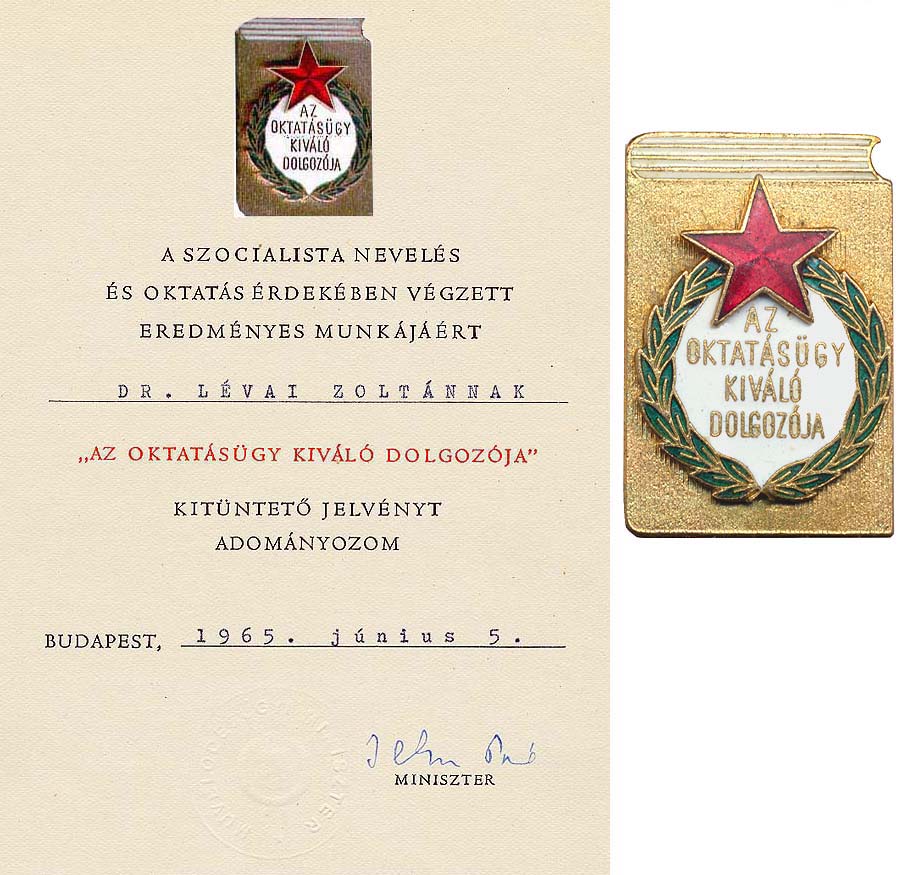 AZ
OKTATÁSÜGY
KIVÁLÓ
DOLGOZÓJA
A SZOCIALISTA NEVELÉS
ÉS OKTATÁS ÉRDEKÉBEN VÉGZETT
EREDMÉNYES MUNKÁJÁÉRT
DR. LÉVAI ZOLTÁNNAK
„AZ OKTATÁSÜGY KIVÁLÓ DOLGOZÓJA”
KITÜNTETŐ JELVÉNYT
ADOMÁNYOZOM
BUDAPEST, 1965. június 5.
MINISZTER
AZ
OKTATÁSÜGY
KIVÁLÓ
DOLGOZÓJA